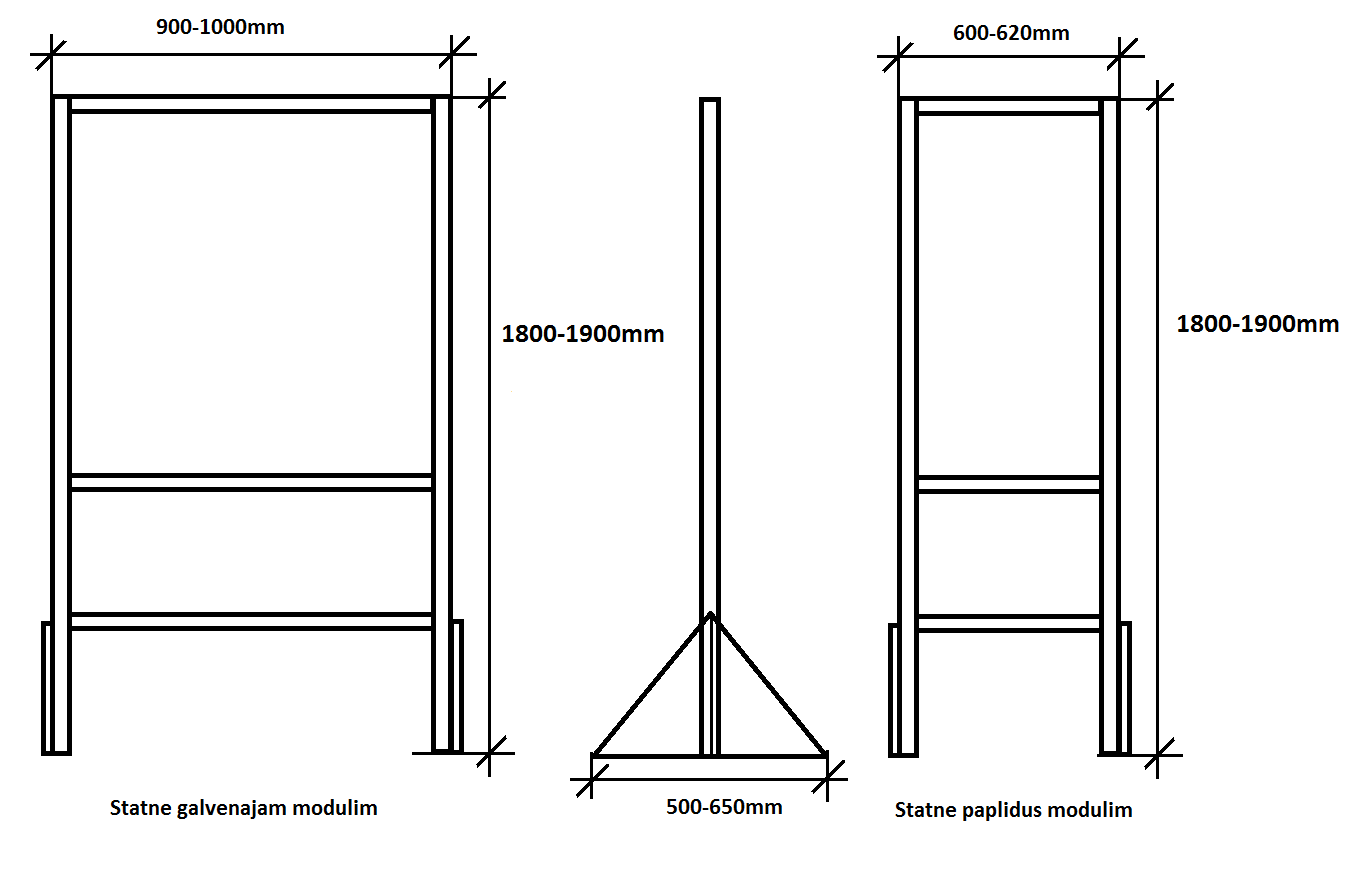 900-1000mm
600-620mm
1800-1900mm
1800-1900mm
500-650mm
Statne galvenajam modulim
Statne paplidus modulim